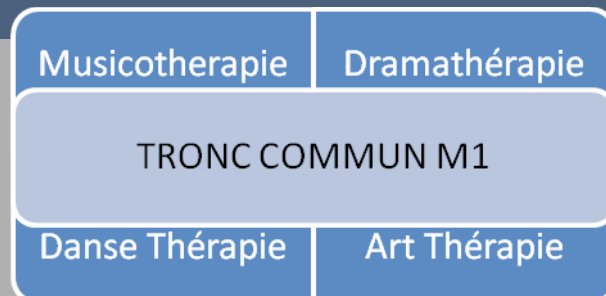 Musicotherapie
Dramathérapie
TRONC COMMUN M1
Danse Thérapie
Art Thérapie